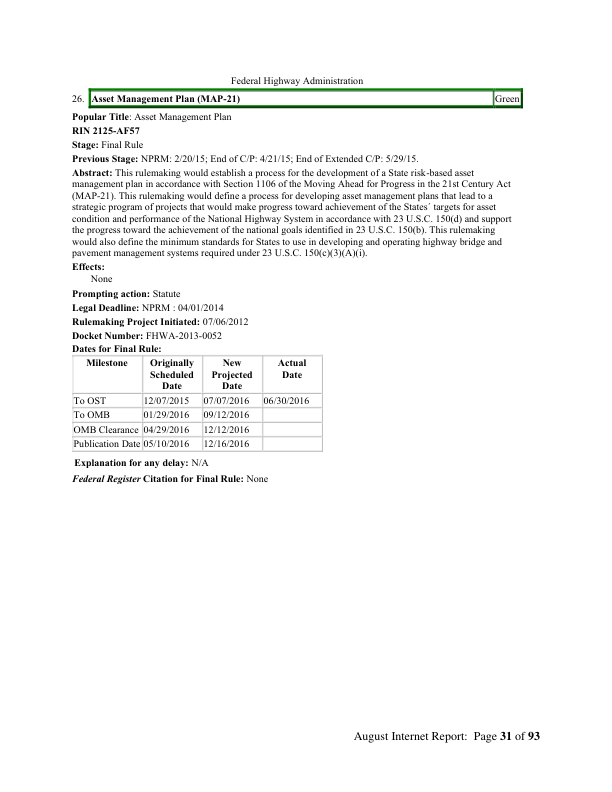 Federal Highway Administration
26. Asset Management Plan (MAP-21) Green
Popular Title: Asset Management Plan
RIN 2125-AF57
Stage: Final Rule
Previous Stage: NPRM: 2/20/15; End of C/P: 4/21/15; End of Extended C/P: 5/29/15.
Abstract: This rulemaking would establish a process for the development of a State risk-based asset
management plan in accordance with Section 1106 of the Moving Ahead for Progress in the 21st Century Act
(MAP-21). This rulemaking would define a process for developing asset management plans that lead to a
strategic program of projects that would make progress toward achievement of the States´ targets for asset
condition and performance of the National Highway System in accordance with 23 U.S.C. 150(d) and support
the progress toward the achievement of the national goals identified in 23 U.S.C. 150(b). This rulemaking
would also define the minimum standards for States to use in developing and operating highway bridge and
pavement management systems required under 23 U.S.C. 150(c)(3)(A)(i).
Effects:
None
Prompting action: Statute
Legal Deadline: NPRM : 04/01/2014
Rulemaking Project Initiated: 07/06/2012
Docket Number: FHWA-2013-0052
Dates for Final Rule:
Milestone Originally New Actual
Scheduled Projected Date
Date Date
To OST 12/07/2015 07/07/2016 06/30/2016
To OMB 01/29/2016 09/12/2016
OMB Clearance 04/29/2016 12/12/2016
Publication Date 05/10/2016 12/16/2016
Explanation for any delay: N/A
Federal Register Citation for Final Rule: None
August Internet Report: Page 31 of 93